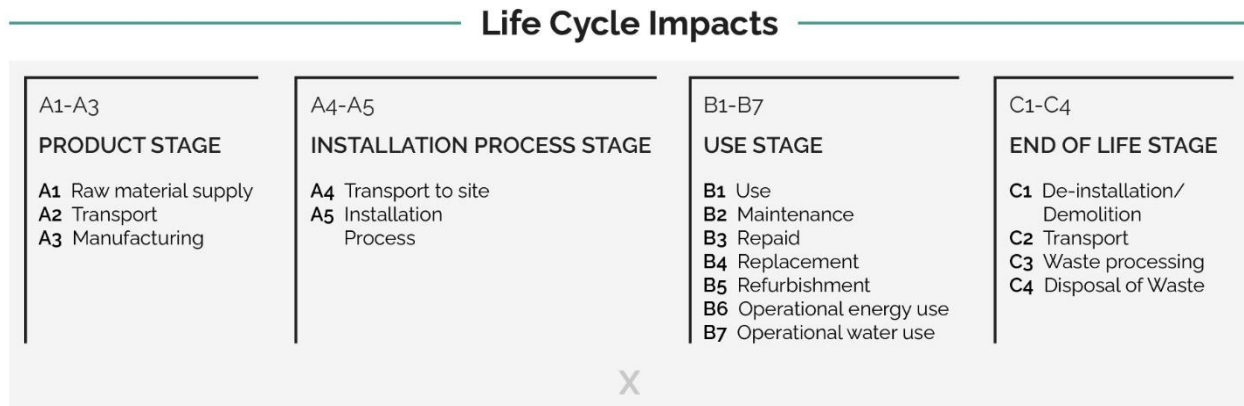 Life Cycle Impacts
A1-A3
PRODUCT STAGE
A1 Raw material supply
A2 Transport
A3 Manufacturing
A4-A5
INSTALLATION PROCESS STAGE
A4 Transport to site
A5 Installation
Process
B1-B7
USE STAGE
B1 Use
B2 Maintenance
B3 Repaid
B4 Replacement
B5 Refurbishment
B6 Operational energy use
B7 Operational water use
C1-C4
END OF LIFE STAGE
C1 De-installation/
Demolition
C2 Transport
C3 Waste processing
C4 Disposal of Waste
X